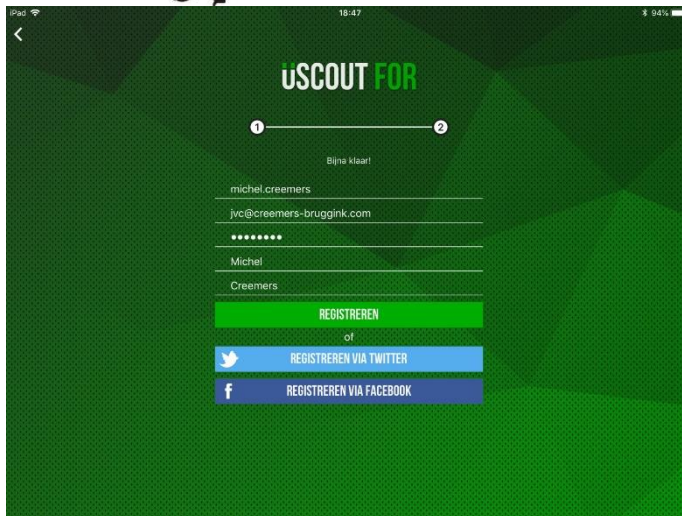 iPad 18:47 94%
üSCOUT FOR
1 2
Bijna klaar!
michel.creemers
jvc@creemers-bruggink.com
••••••••
Michel
Creemers
REGISTREREN
of
REGISTREREN VIA TWITTER
f REGISTREREN VIA FACEBOOK